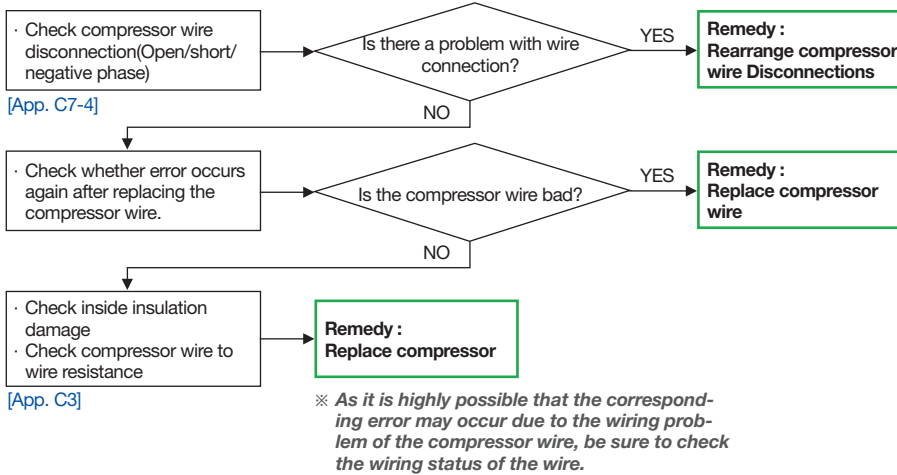 · Check compressor wire
disconnection(Open/short/
negative phase)
[App. C7-4]
Is there a problem with wire
connection?
YES
Remedy :
Rearrange compressor
wire Disconnections
NO
· Check whether error occurs
again after replacing the
compressor wire.
Is the compressor wire bad?
YES
Remedy :
Replace compressor
wire
NO
· Check inside insulation
damage
· Check compressor wire to
wire resistance
[App. C3]
Remedy :
Replace compressor
※ As it is highly possible that the correspond-
ing error may occur due to the wiring prob-
lem of the compressor wire, be sure to check
the wiring status of the wire.